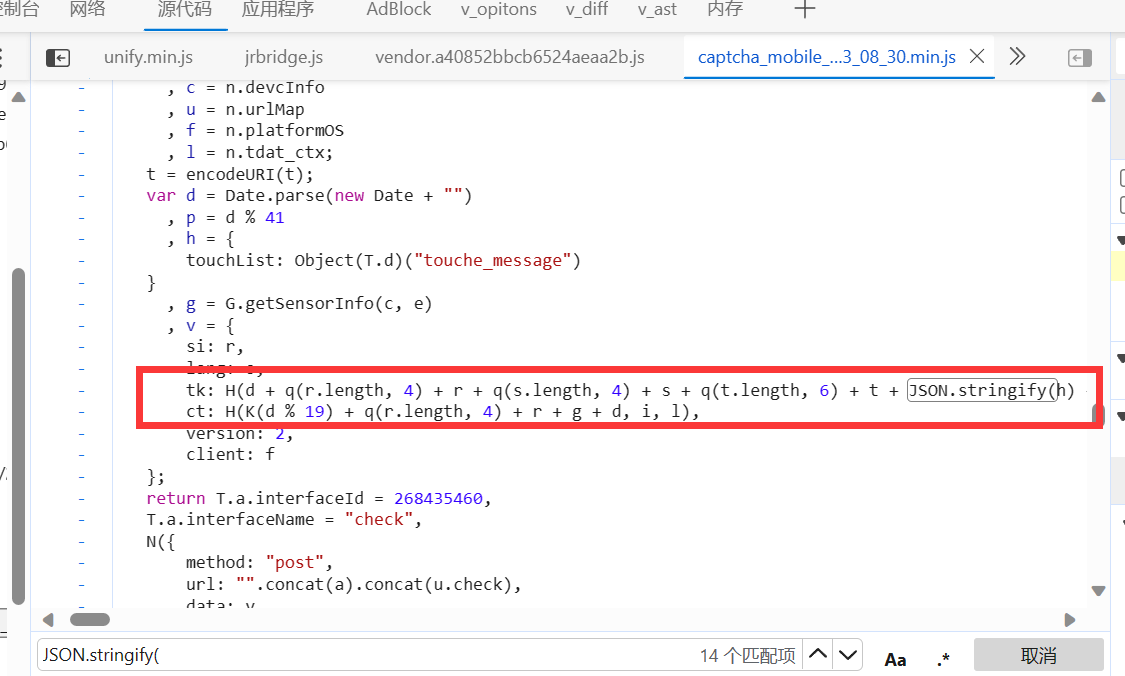 控制台 网络 源代码 应用程序 AdBlock v_opitons v_diff v_ast 内存
unify.min.js jrbridge.js vendor.a40852bbcb6524aeaa2b.js captcha_mobile_...3_08_30.min.js
, c = n.devcInfo
, u = n.urlMap
, f = n.platformOS
, l = n.tdat_ctx;
t = encodeURI(t);
var d = Date.parse(new Date + "")
, p = d % 41
, h = {
touchList: Object(T.d)("touche_message")
}
, g = G.getSensorInfo(c, e)
, v = {
si: r,
tk: H(d + q(r.length, 4) + r + q(s.length, 4) + s + q(t.length, 6) + t + JSON.stringify(h)
ct: H(K(d % 19) + q(r.length, 4) + r + g + d, i, l),
version: 2,
client: f
};
return T.a.interfaceId = 268435460,
T.a.interfaceName = "check",
N({
method: "post",
url: "".concat(a).concat(u.check),
data: v
JSON.stringify( 14 个匹配项 Aa .* 取消